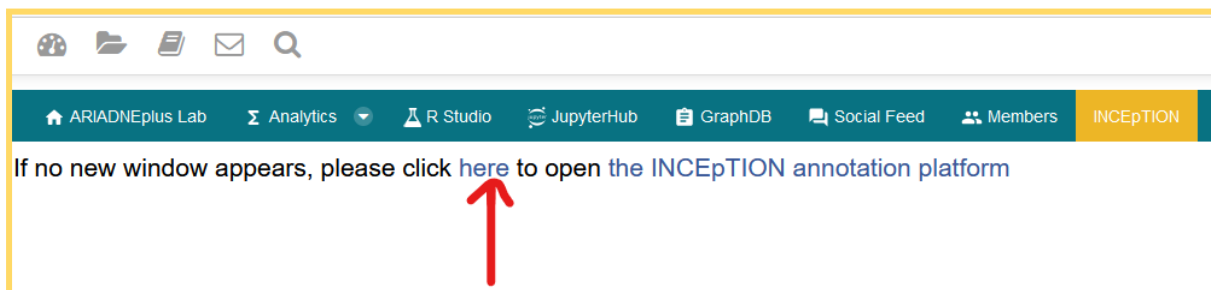 ARIADNEplus Lab Σ Analytics R Studio JupyterHub GraphDB Social Feed Members INCEpTION
If no new window appears, please click here to open the INCEpTION annotation platform